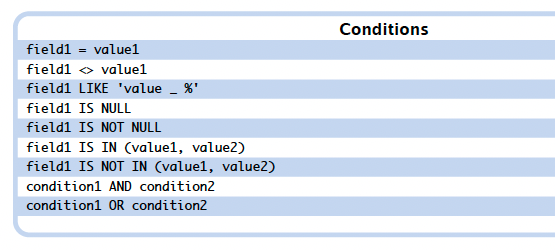 Conditions
field1 = value1
field1 <> value1
field1 LIKE 'value _ %'
field1 IS NULL
field1 IS NOT NULL
field1 IS IN (value1, value2)
field1 IS NOT IN (value1, value2)
condition1 AND condition2
condition1 OR condition2